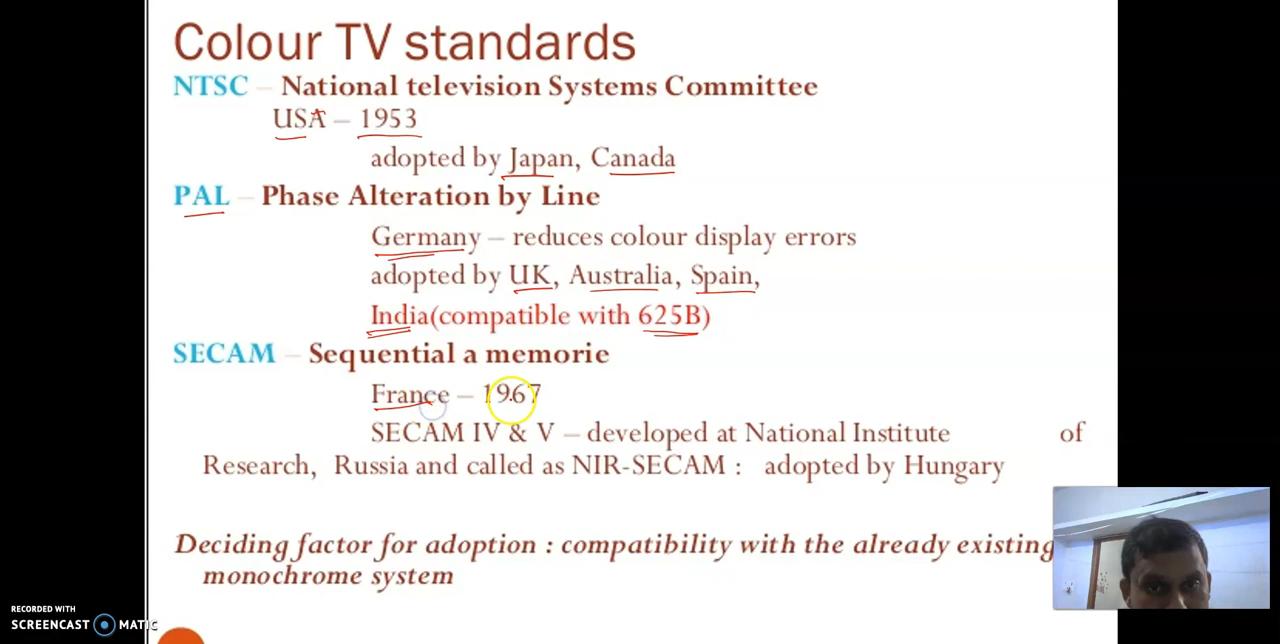 Colour TV standards
NTSC – National television Systems Committee
USA – 1953
adopted by Japan, Canada
PAL – Phase Alteration by Line
Germany – reduces colour display errors
adopted by UK, Australia, Spain,
India(compatible with 625B)
SECAM – Sequential a memorie
France – 1967
SECAM IV & V – developed at National Institute of
Research, Russia and called as NIR-SECAM : adopted by Hungary
Deciding factor for adoption : compatibility with the already existing
monochrome system
RECORDED WITH
SCREENCAST MATIC